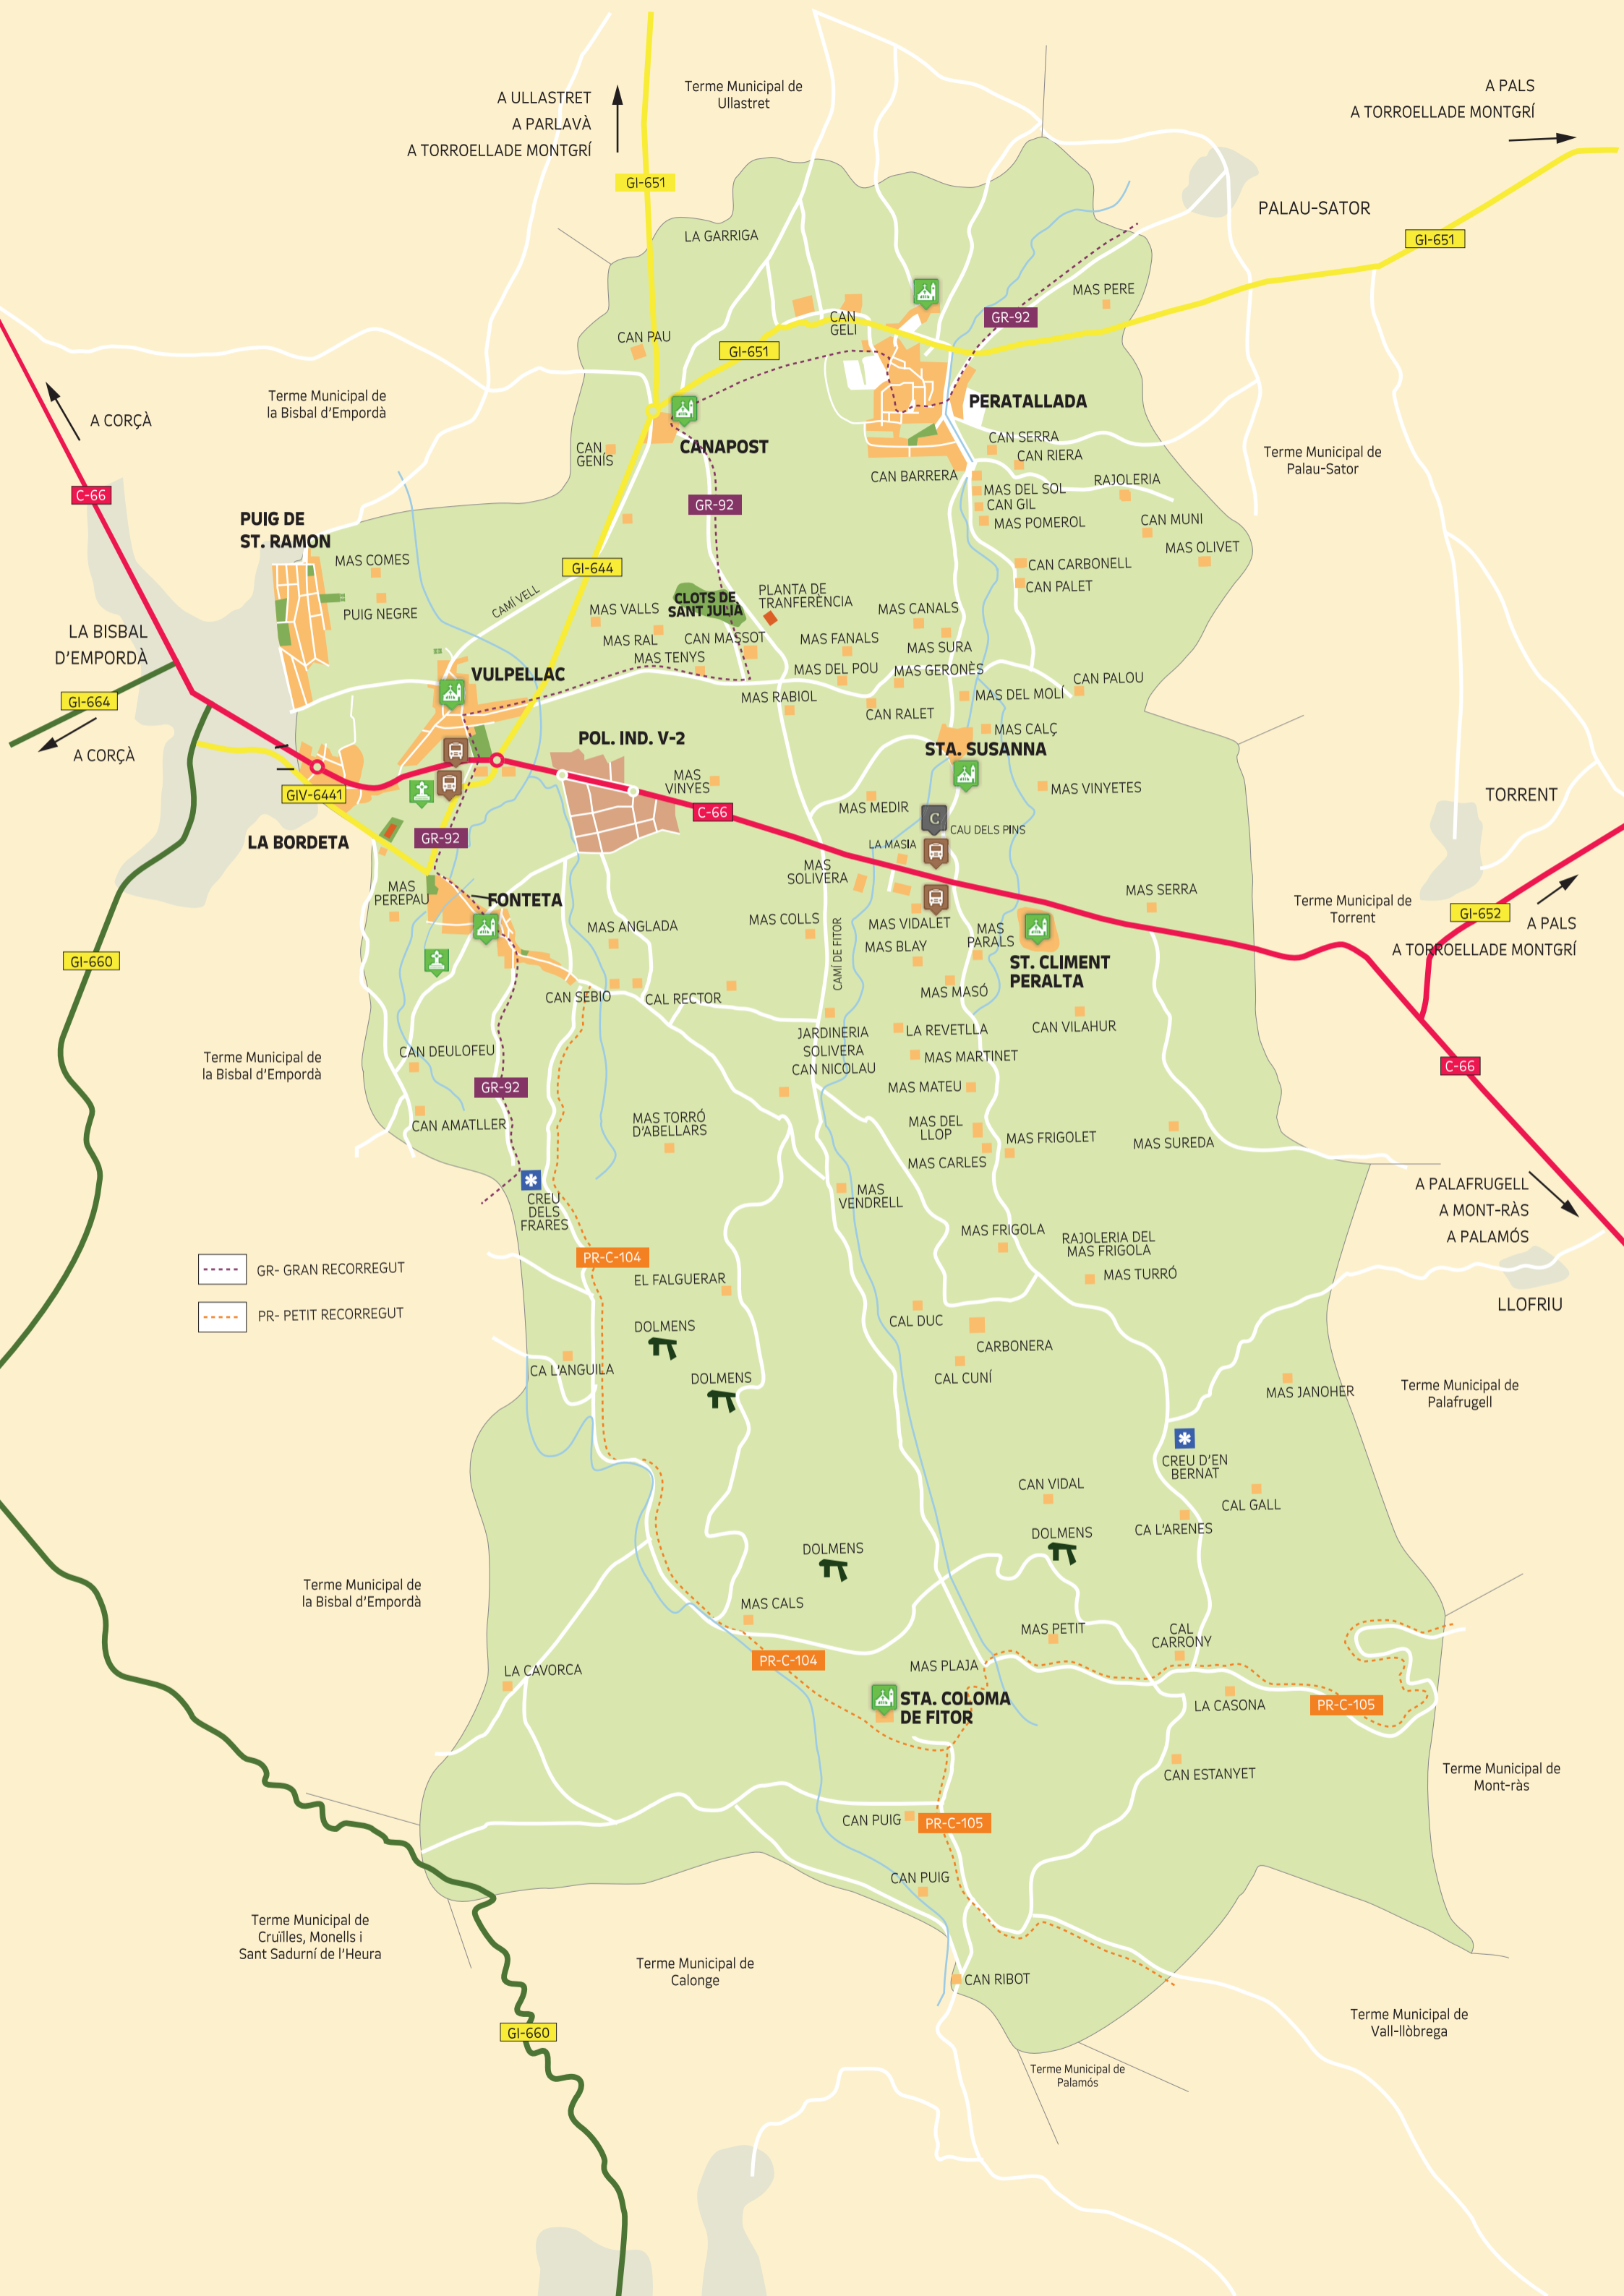 A ULLASTRET
A PARLAVÀ
A TORROELLADE MONTGRÍ
Terme Municipal de
Ullastret
A PALS
A TORROELLADE MONTGRÍ
GI-651
PALAU-SATOR
GI-651
LA GARRIGA
MAS PERE
GR-92
CAN
GELI
CAN PAU
GI-651
Terme Municipal de
la Bisbal d'Empordà
A CORÇÀ
PERATALLADA
CANAPOST
CAN
GENÍS
CAN SERRA
CAN RIERA
CAN BARRERA
RAJOLERIA
MAS DEL SOL
CAN GIL
MAS POMEROL
CAN MUNI
MAS OLIVET
Terme Municipal de
Palau-Sator
C-66
GR-92
PUIG DE
ST. RAMON
MAS COMES
PUIG NEGRE
GI-644
CAMÍ VELL
CAN CARBONELL
CAN PALET
CLOTS DE
SANT JULIÀ
PLANTA DE
TRANFERÈNCIA
MAS VALLS
MAS RAL
CAN MASSOT
MAS TENYS
MAS CANALS
MAS FANALS
MAS SURA
MAS DEL POU
MAS GERONÈS
MAS RABIOL
CAN RALET
MAS DEL MOLÍ
CAN PALOU
MAS CALÇ
LA BISBAL
D'EMPORDÀ
GI-664
A CORÇÀ
VULPELLAC
POL. IND. V-2
STA. SUSANNA
MAS
VINYES
MAS VINYETES
MAS MEDIR
C
CAU DELS PINS
LA MASIA
TORRENT
GIV-6441
C-66
LA BORDETA
GR-92
MAS
SOLIVERA
MAS
PEREPAU
FONTETA
MAS SERRA
Terme Municipal de
Torrent
GI-652
A PALS
A TORROELLADE MONTGRÍ
MAS ANGLADA
MAS COLLS
CAMÍ DE FITOR
MAS VIDALET
MAS BLAY
MAS
PARALS
ST. CLIMENT
PERALTA
GI-660
CAN SEBIO
CAL RECTOR
MAS MASÓ
JARDINERIA
SOLIVERA
CAN NICOLAU
LA REVETLLA
CAN VILAHUR
MAS MARTINET
MAS MATEU
C-66
Terme Municipal de
la Bisbal d'Empordà
CAN DEULOFEU
GR-92
CAN AMATLLER
MAS TORRÓ
D'ABELLARS
MAS DEL
LLOP
MAS FRIGOLET
MAS CARLES
MAS SUREDA
CREU
DELS
FRARES
MAS
VENDRELL
A PALAFRUGELL
A MONT-RÀS
A PALAMÓS
MAS FRIGOLA
RAJOLERIA DEL
MAS FRIGOLA
MAS TURRÓ
GR- GRAN RECORREGUT
PR- PETIT RECORREGUT
PR-C-104
EL FALGUERAR
LLOFRIU
DOLMENS
CAL DUC
CARBONERA
CA L'ANGUILA
DOLMENS
CAL CUNÍ
MAS JANOHER
Terme Municipal de
Palafrugell
CREU D'EN
BERNAT
CAN VIDAL
CAL GALL
CA L'ARENES
DOLMENS
DOLMENS
Terme Municipal de
la Bisbal d'Empordà
MAS CALS
MAS PETIT
CAL
CARRONY
PR-C-104
MAS PLAJA
LA CAVORCA
STA. COLOMA
DE FITOR
LA CASONA
PR-C-105
CAN ESTANYET
Terme Municipal de
Mont-ràs
CAN PUIG
PR-C-105
CAN PUIG
Terme Municipal de
Cruïlles, Monells i
Sant Sadurní de l'Heura
Terme Municipal de
Calonge
CAN RIBOT
GI-660
Terme Municipal de
Vall-llòbrega
Terme Municipal de
Palamós